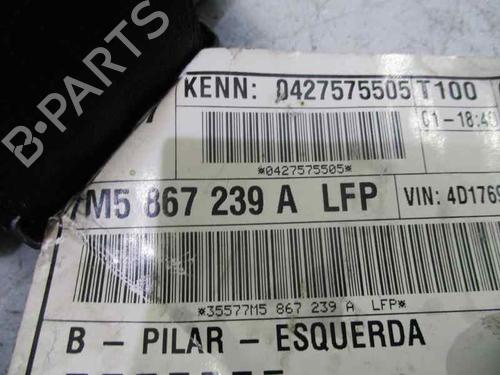 KENN: 0427575505
T100
01-18:40
*0427575505*
7M5 867 239 A LFP
VIN: 4D1769
*35577M5 867 239 A LFP*
B - PILAR - ESQUERDA
B-PARTS